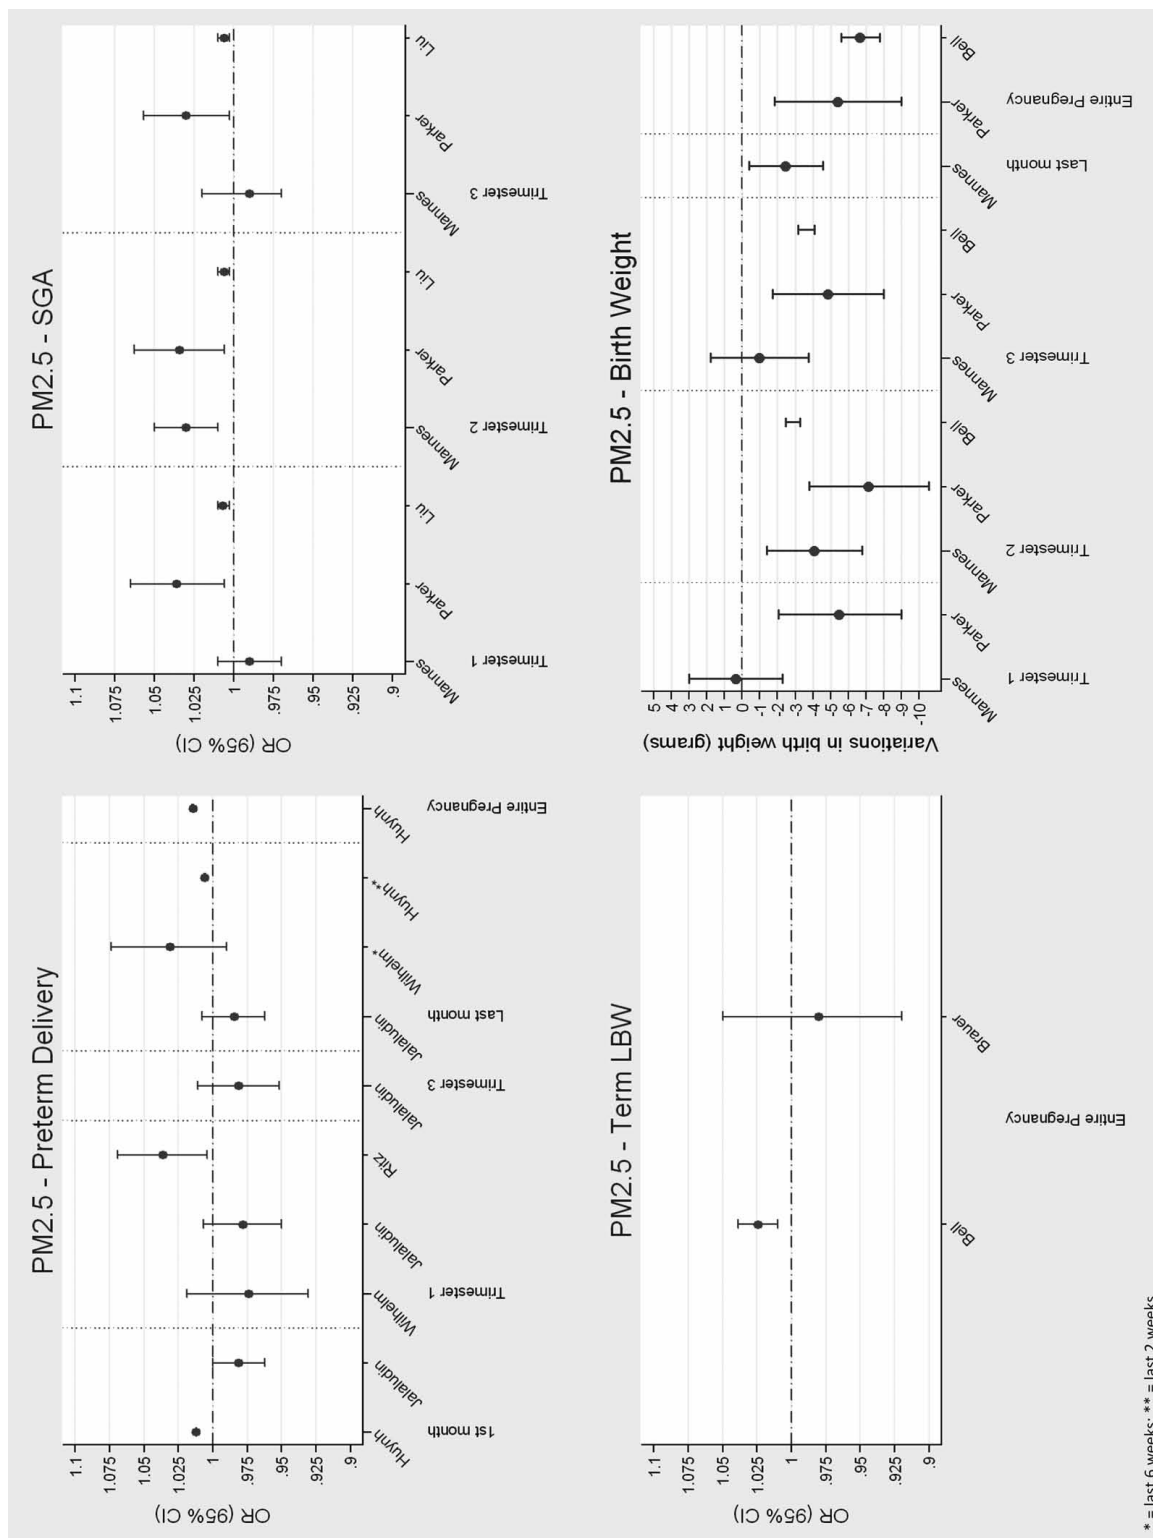 PM2.5 - Preterm Delivery
OR (95% CI)
1.1
1.075
1.05
1.025
1
.975
.95
.925
.9
Huynh
Jalaludin
Wilhelm
Jalaludin
Ritz
Jalaludin
Jalaludin
Wilhelm*
Huynh**
Huynh
1st month
Trimester 1
Trimester 3
Last month
Entire Pregnancy
PM2.5 - SGA
OR (95% CI)
1.1
1.075
1.05
1.025
1
.975
.95
.925
.9
Mannes
Parker
Liu
Mannes
Parker
Liu
Mannes
Parker
Liu
Trimester 1
Trimester 2
Trimester 3
PM2.5 - Term LBW
OR (95% CI)
1.1
1.075
1.05
1.025
1
.975
.95
.925
.9
Bell
Brauer
Entire Pregnancy
PM2.5 - Birth Weight
Variations in birth weight (grams)
5
4
3
2
1
0
-1
-2
-3
-4
-5
-6
-7
-8
-9
-10
Mannes
Parker
Mannes
Parker
Bell
Mannes
Parker
Bell
Mannes
Parker
Bell
Trimester 1
Trimester 2
Trimester 3
Last month
Entire Pregnancy
* = last 6 weeks; ** = last 2 weeks